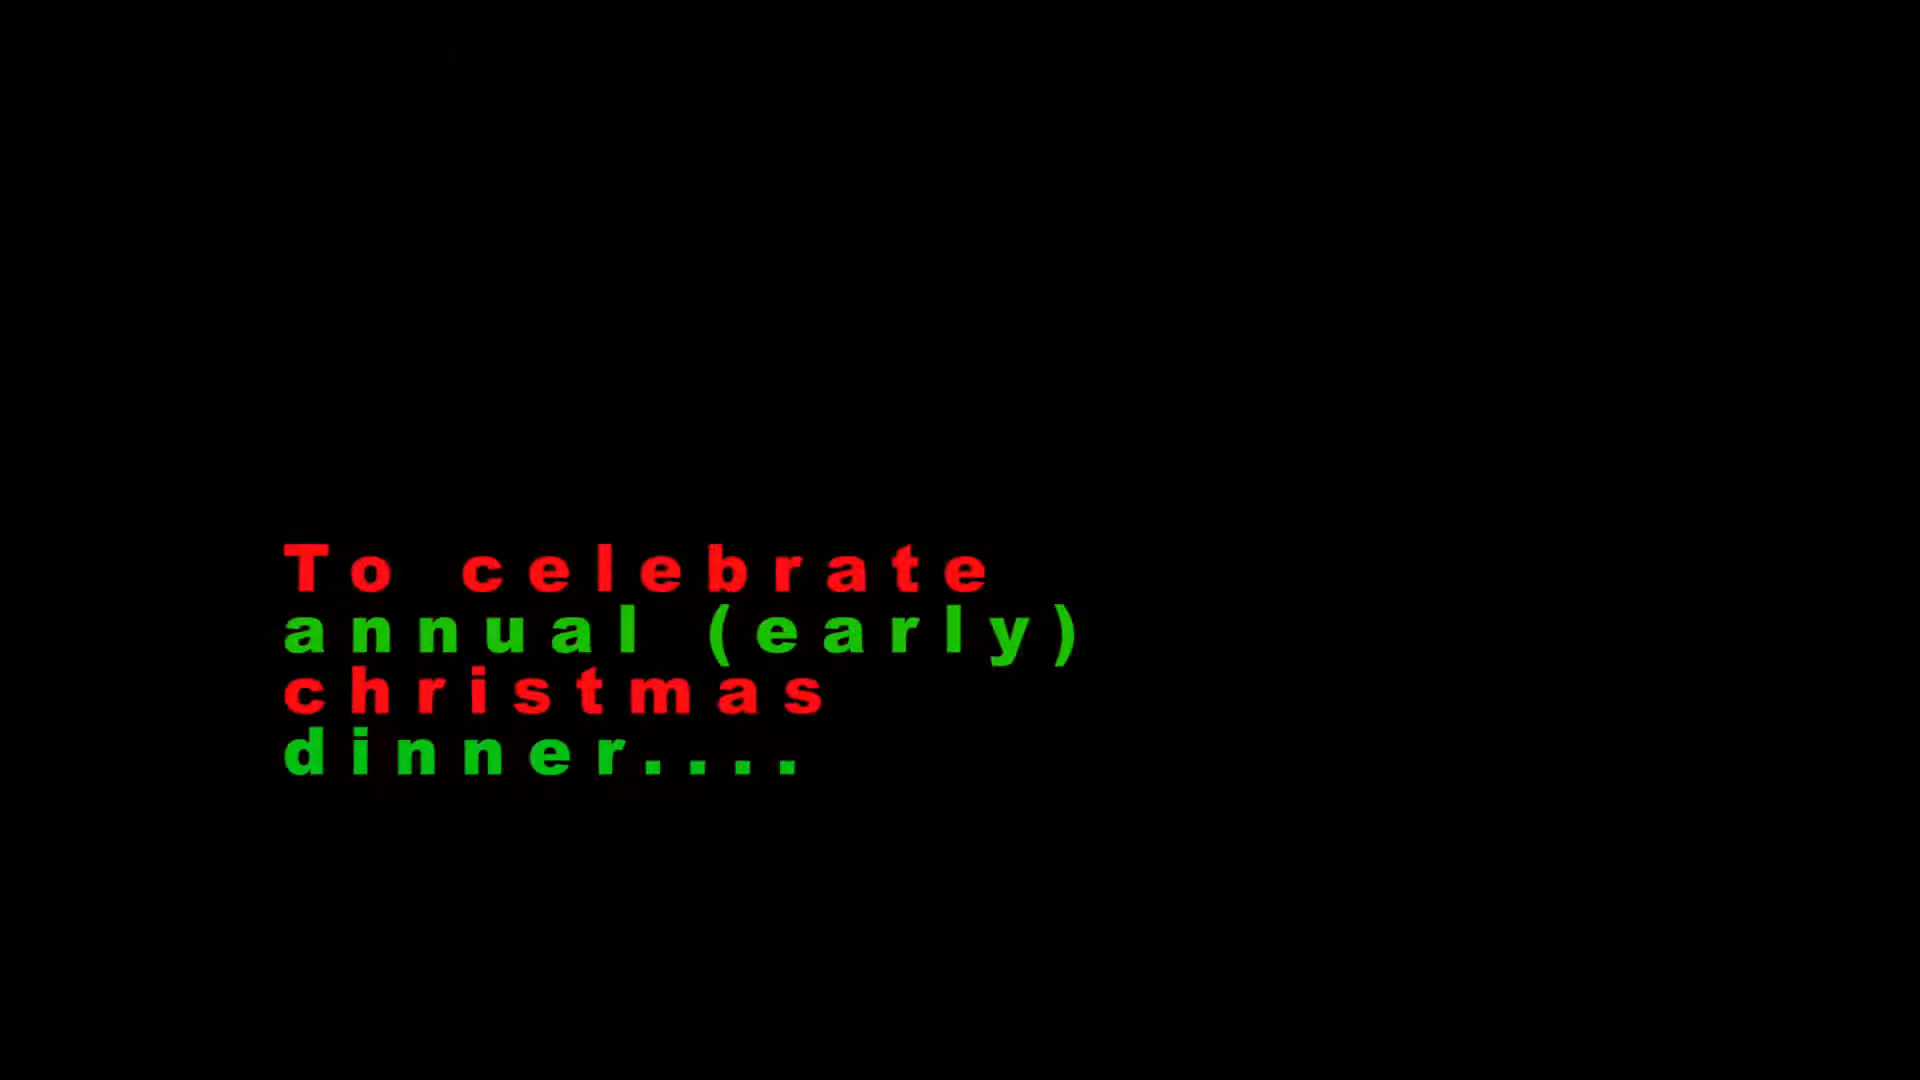 To celebrate
annual (early)
christmas
dinner....